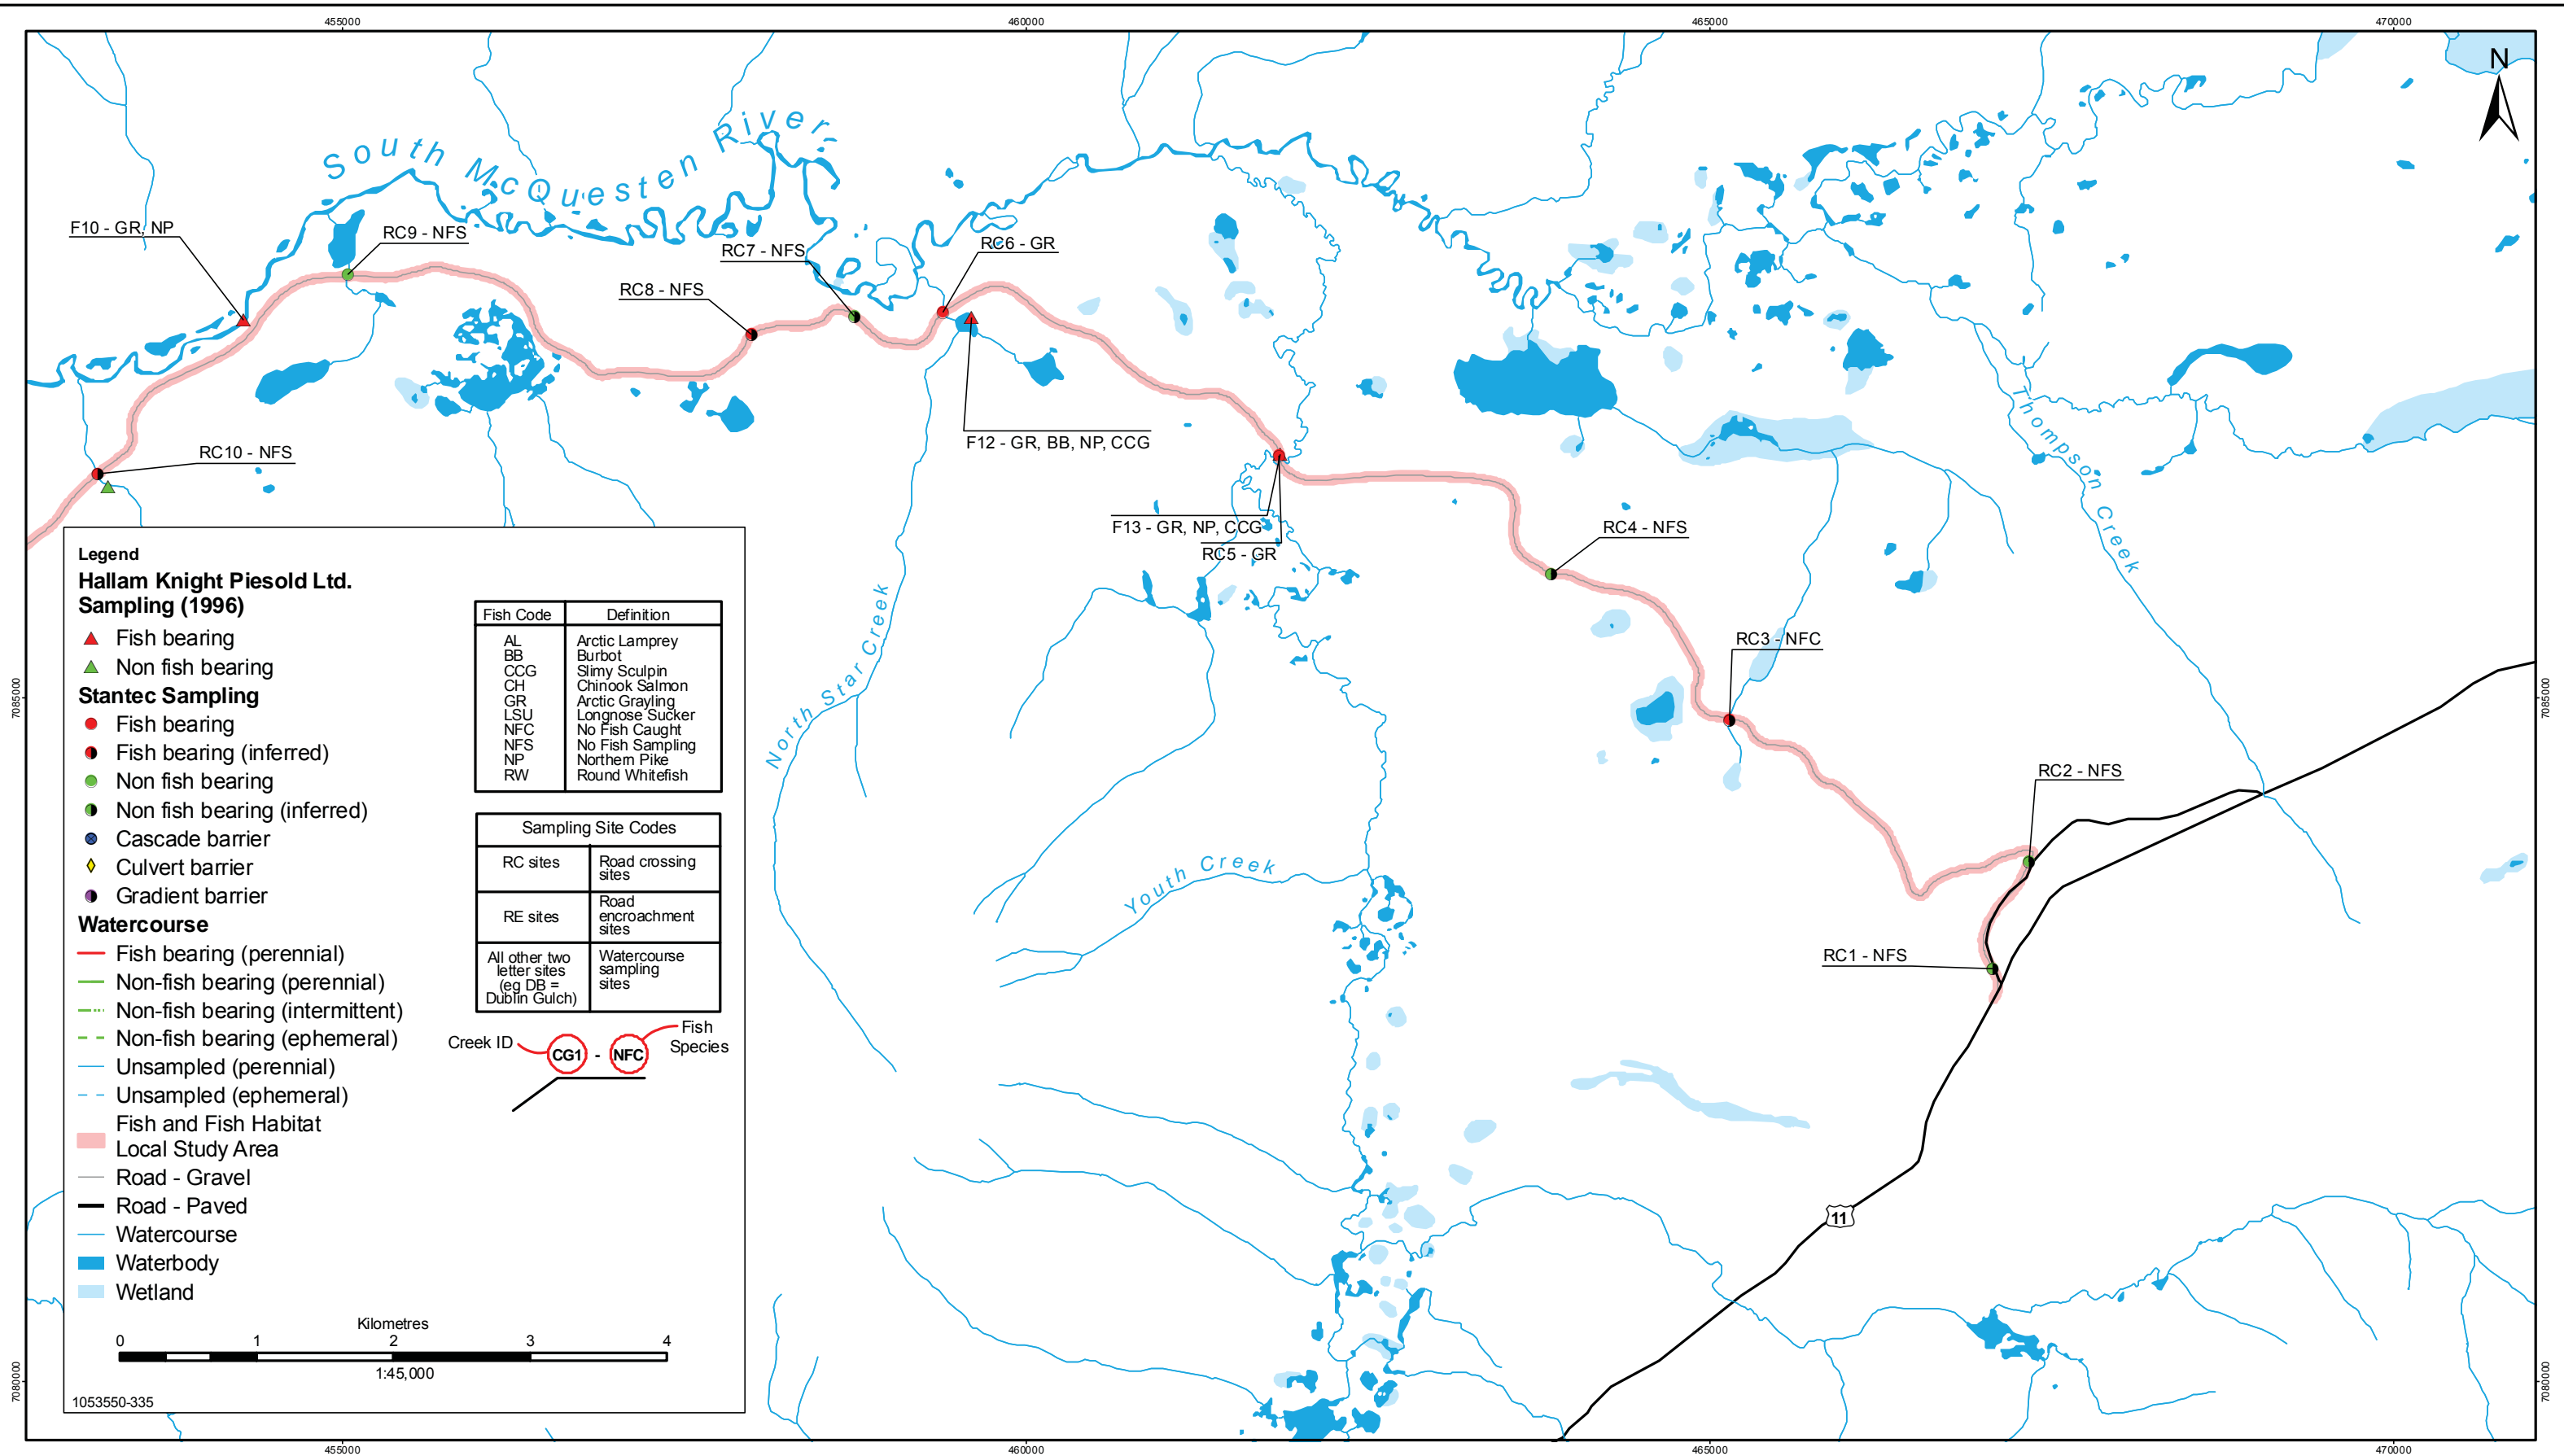 455000
460000
465000
470000
N
South McQuesten River
F10 - GR, NP
RC9 - NFS
RC7 - NFS
RC6 - GR
RC8 - NFS
F12 - GR, BB, NP, CCG
RC10 - NFS
F13 - GR, NP, CCG
RC5 - GR
RC4 - NFS
RC3 - NFC
RC2 - NFS
RC1 - NFS
Thompson Creek
North Star Creek
Youth Creek
11
7085000
7085000
7080000
7080000
Legend
Hallam Knight Piesold Ltd.
Sampling (1996)
Fish bearing
Non fish bearing
Stantec Sampling
Fish bearing
Fish bearing (inferred)
Non fish bearing
Non fish bearing (inferred)
Cascade barrier
Culvert barrier
Gradient barrier
Watercourse
Fish bearing (perennial)
Non-fish bearing (perennial)
Non-fish bearing (intermittent)
Non-fish bearing (ephemeral)
Unsampled (perennial)
Unsampled (ephemeral)
Fish and Fish Habitat
Local Study Area
Road - Gravel
Road - Paved
Watercourse
Waterbody
Wetland
Fish Code Definition
AL Arctic Lamprey
BB Burbot
CCG Slimy Sculpin
CH Chinook Salmon
GR Arctic Grayling
LSU Longnose Sucker
NFC No Fish Caught
NFS No Fish Sampling
NP Northern Pike
RW Round Whitefish
Sampling Site Codes
RC sites Road crossing
sites
RE sites Road
encroachment
sites
All other two
letter sites
(eg DB =
Dublin Gulch)
Watercourse
sampling
sites
Creek ID
CG1 - NFC
Fish
Species
Kilometres
0 1 2 3 4
1:45,000
1053550-335
455000
460000
465000
470000